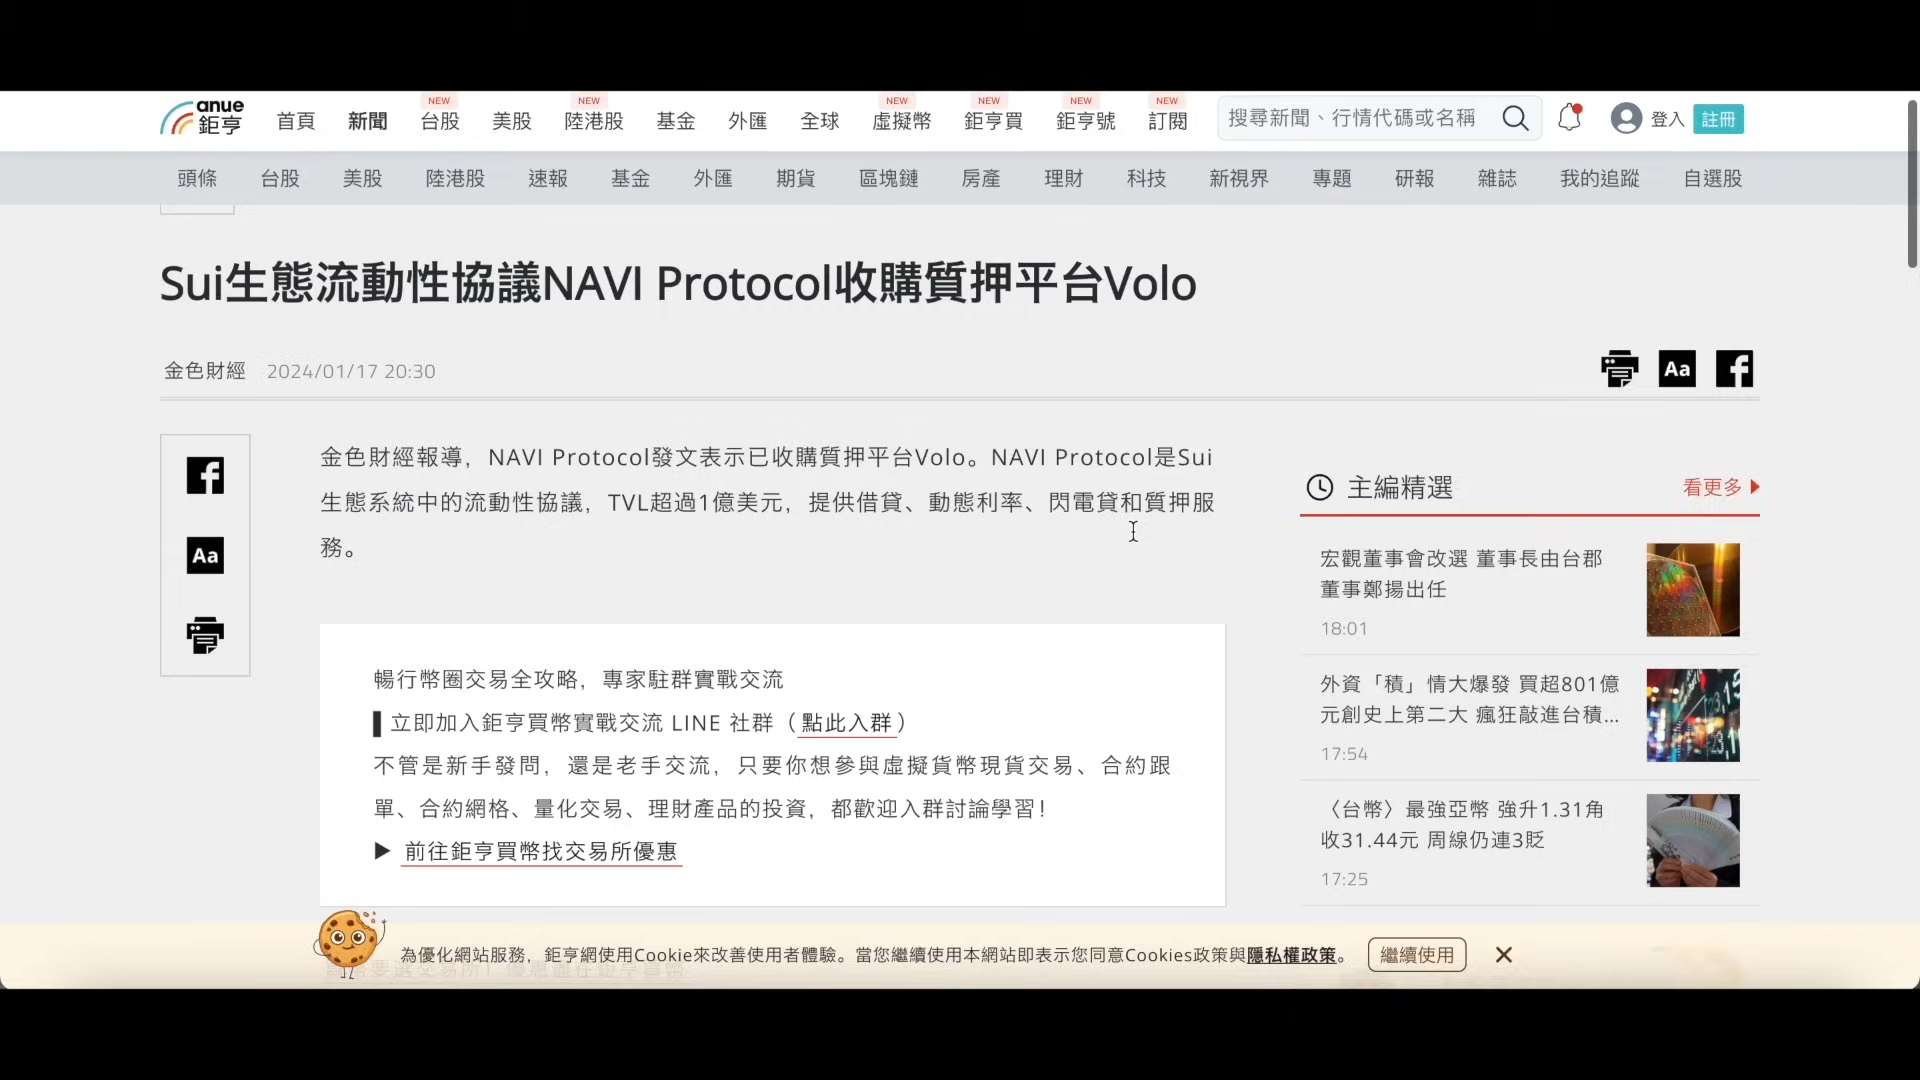 anue
鉅亨
首頁
新聞
NEW
台股
美股
NEW
陸港股
基金
外匯
全球
NEW
虛擬幣
NEW
鉅亨買
NEW
鉅亨號
NEW
訂閱
搜尋新聞、行情代碼或名稱
登入
註冊
頭條 台股 美股 陸港股 速報 基金 外匯 期貨 區塊鏈 房產 理財 科技 新視界 專題 研報 雜誌 我的追蹤 自選股
Sui生態流動性協議NAVI Protocol收購質押平台Volo
金色財經 2024/01/17 20:30
Aa
Aa
金色財經報導，NAVI Protocol發文表示已收購質押平台Volo。NAVI Protocol是Sui
生態系統中的流動性協議，TVL超過1億美元，提供借貸、動態利率、閃電貸和質押服
務。
暢行幣圈交易全攻略，專家駐群實戰交流
▌立即加入鉅亨買幣實戰交流 LINE 社群（點此入群）
不管是新手發問，還是老手交流，只要你想參與虛擬貨幣現貨交易、合約跟
單、合約網格、量化交易、理財產品的投資，都歡迎入群討論學習！
▶ 前往鉅亨買幣找交易所優惠
主編精選
看更多
宏觀董事會改選 董事長由台郡
董事鄭揚出任
18:01
外資「積」情大爆發 買超801億
元創史上第二大 瘋狂敲進台積...
17:54
〈台幣〉最強亞幣 強升1.31角
收31.44元 周線仍連3貶
17:25
為優化網站服務，鉅亨網使用Cookie來改善使用者體驗。當您繼續使用本網站即表示您同意Cookies政策與隱私權政策。
繼續使用